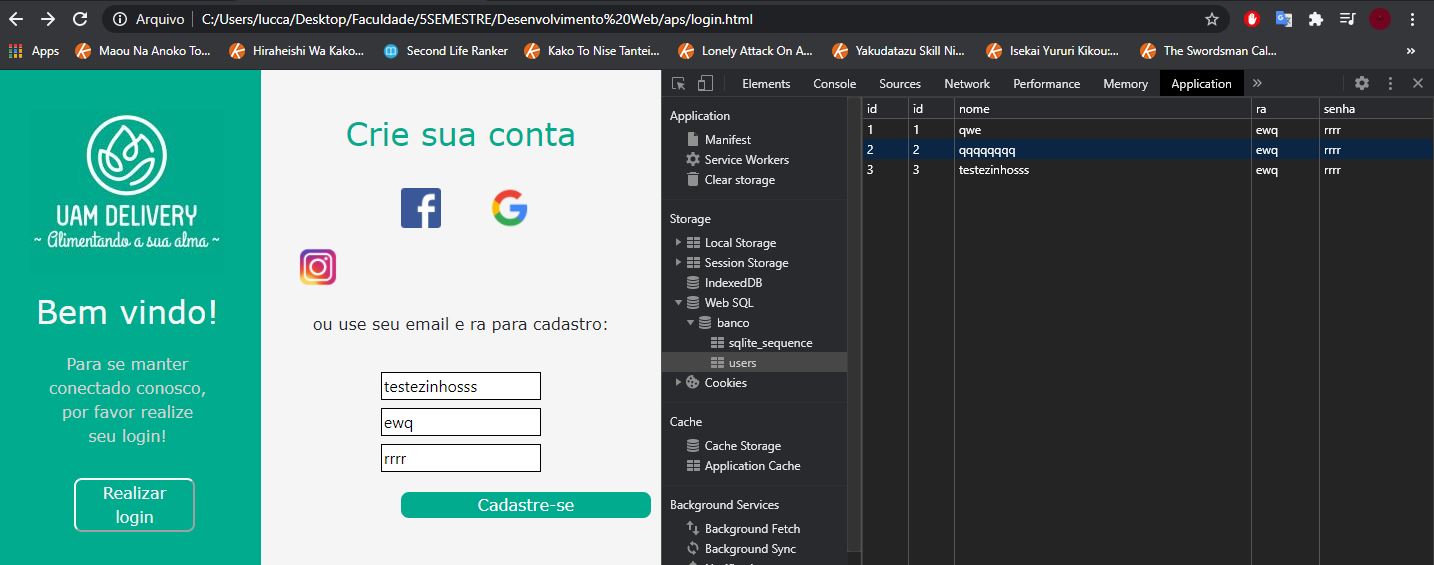 Arquivo | C:/Users/lucca/Desktop/Faculdade/5SEMESTRE/Desenvolvimento%20Web/aps/login.html
Apps Maou Na Anoko To... Hiraheishi Wa Kako... Second Life Ranker Kako To Nise Tantei... Lonely Attack On A... Yakudatazu Skill Ni... Isekai Yururi Kikou:... The Swordsman Cal... »
UAM DELIVERY
~ Alimentando a sua alma ~
Bem vindo!
Para se manter
conectado conosco,
por favor realize
seu login!
Realizar
login
Crie sua conta
ou use seu email e ra para cadastro:
testezinhosss
ewq
rrrr
Cadastre-se
Elements Console Sources Network Performance Memory Application »
Application
Manifest
Service Workers
Clear storage
Storage
Local Storage
Session Storage
IndexedDB
Web SQL
banco
sqlite_sequence
users
Cookies
Cache
Cache Storage
Application Cache
Background Services
Background Fetch
Background Sync
id id nome ra senha
1 1 qwe ewq rrrr
2 2 qqqqqqqq ewq rrrr
3 3 testezinhosss ewq rrrr